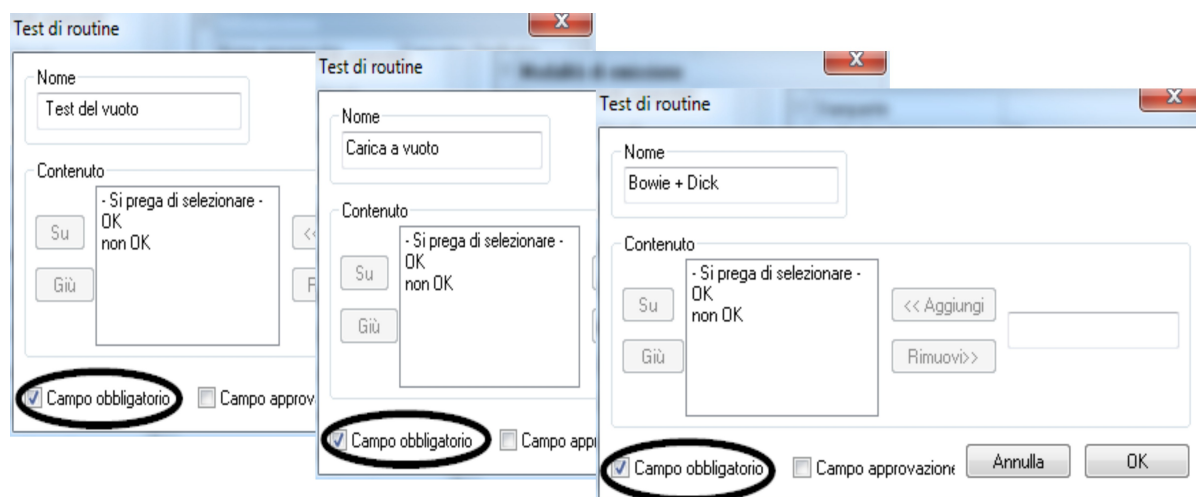 Test di routine
X
Nome
Test del vuoto
Contenuto
- Si prega di selezionare -
OK
non OK
Su
Giù
<<
F
Campo obbligatorio
Campo approv
Test di routine
Modalità di emissione
X
Nome
Carica a vuoto
Contenuto
- Si prega di selezionare -
OK
non OK
Su
Giù
Campo obbligatorio
Campo appr
Test di routine
X
Nome
Bowie + Dick
Contenuto
- Si prega di selezionare -
OK
non OK
Su
Giù
<< Aggiungi
Rimuovi>>
Campo obbligatorio
Campo approvazione
Annulla
OK